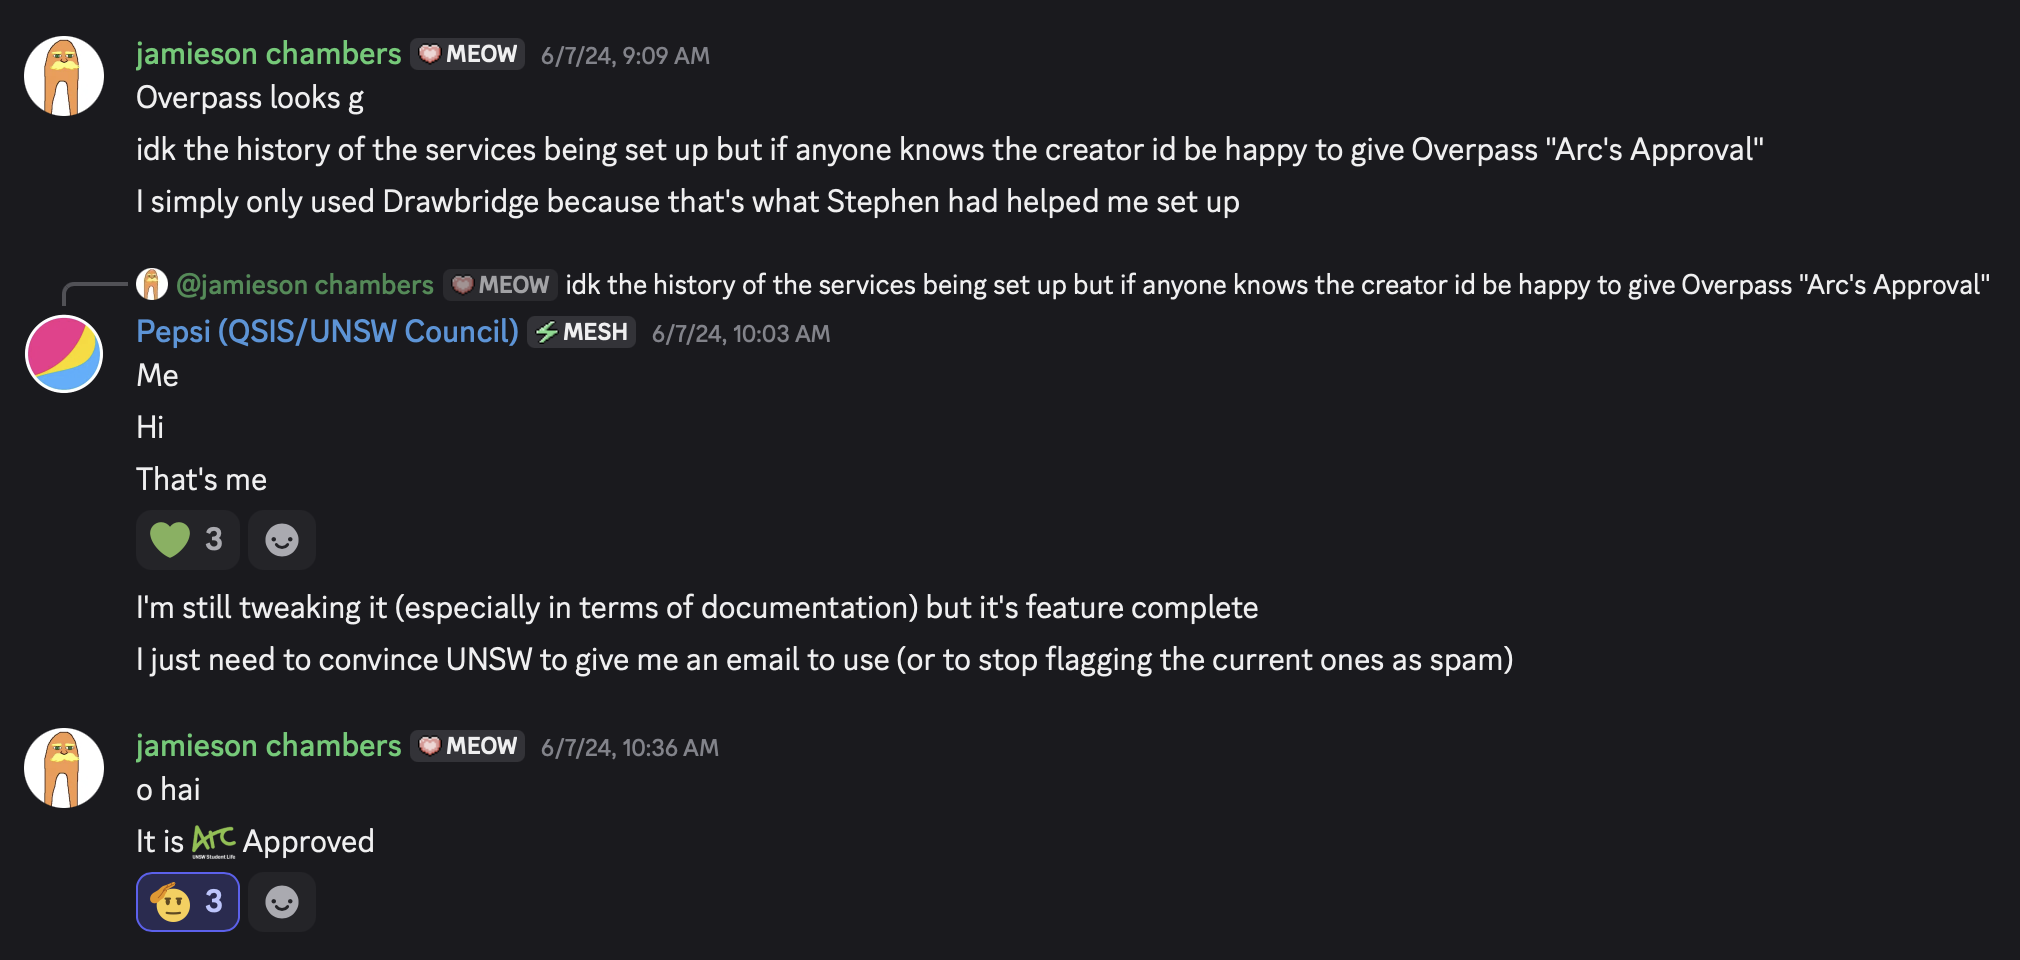 jamieson chambers MEOW 6/7/24, 9:09 AM
Overpass looks g
idk the history of the services being set up but if anyone knows the creator id be happy to give Overpass "Arc's Approval"
I simply only used Drawbridge because that's what Stephen had helped me set up
@jamieson chambers MEOW idk the history of the services being set up but if anyone knows the creator id be happy to give Overpass "Arc's Approval"
Pepsi (QSIS/UNSW Council) MESH 6/7/24, 10:03 AM
Me
Hi
That's me
3
I'm still tweaking it (especially in terms of documentation) but it's feature complete
I just need to convince UNSW to give me an email to use (or to stop flagging the current ones as spam)
jamieson chambers MEOW 6/7/24, 10:36 AM
o hai
It is Arc UNSW Student Life Approved
3